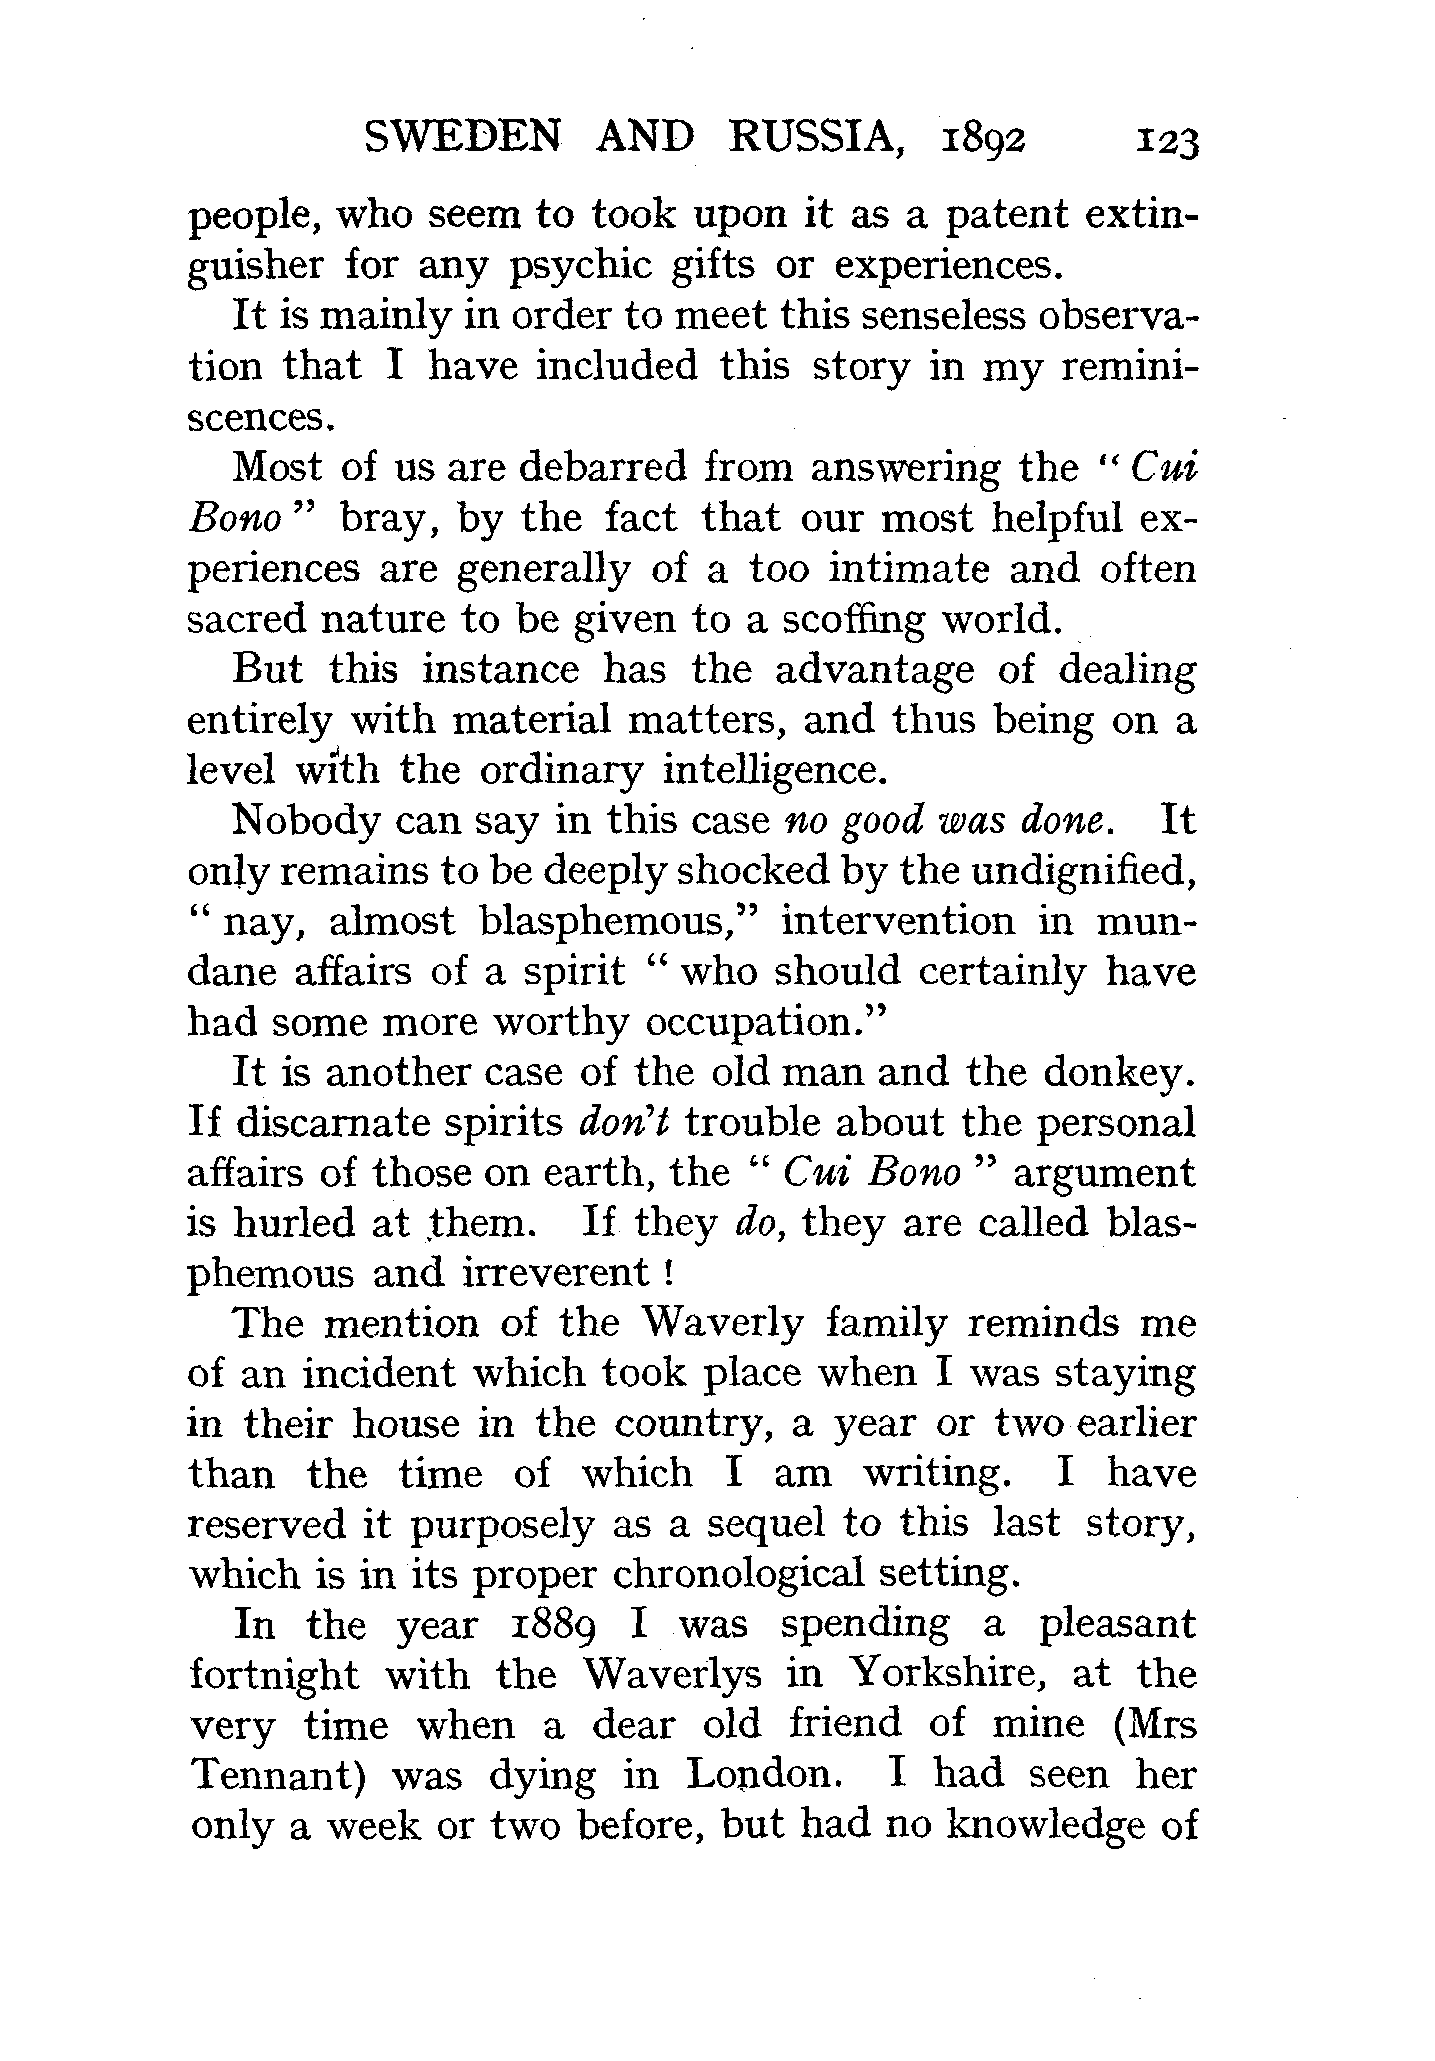 SWEDEN AND RUSSIA, 1892 123
people, who seem to took upon it as a patent extin-
guisher for any psychic gifts or experiences.
It is mainly in order to meet this senseless observa-
tion that I have included this story in my remini-
scences.
Most of us are debarred from answering the “ Cui
Bono ” bray, by the fact that our most helpful ex-
periences are generally of a too intimate and often
sacred nature to be given to a scoffing world.
But this instance has the advantage of dealing
entirely with material matters, and thus being on a
level with the ordinary intelligence.
Nobody can say in this case no good was done. It
only remains to be deeply shocked by the undignified,
“ nay, almost blasphemous,” intervention in mun-
dane affairs of a spirit “ who should certainly have
had some more worthy occupation.”
It is another case of the old man and the donkey.
If discarnate spirits don't trouble about the personal
affairs of those on earth, the “ Cui Bono ” argument
is hurled at them. If they do, they are called blas-
phemous and irreverent !
The mention of the Waverly family reminds me
of an incident which took place when I was staying
in their house in the country, a year or two earlier
than the time of which I am writing. I have
reserved it purposely as a sequel to this last story,
which is in its proper chronological setting.
In the year 1889 I was spending a pleasant
fortnight with the Waverlys in Yorkshire, at the
very time when a dear old friend of mine (Mrs
Tennant) was dying in London. I had seen her
only a week or two before, but had no knowledge of